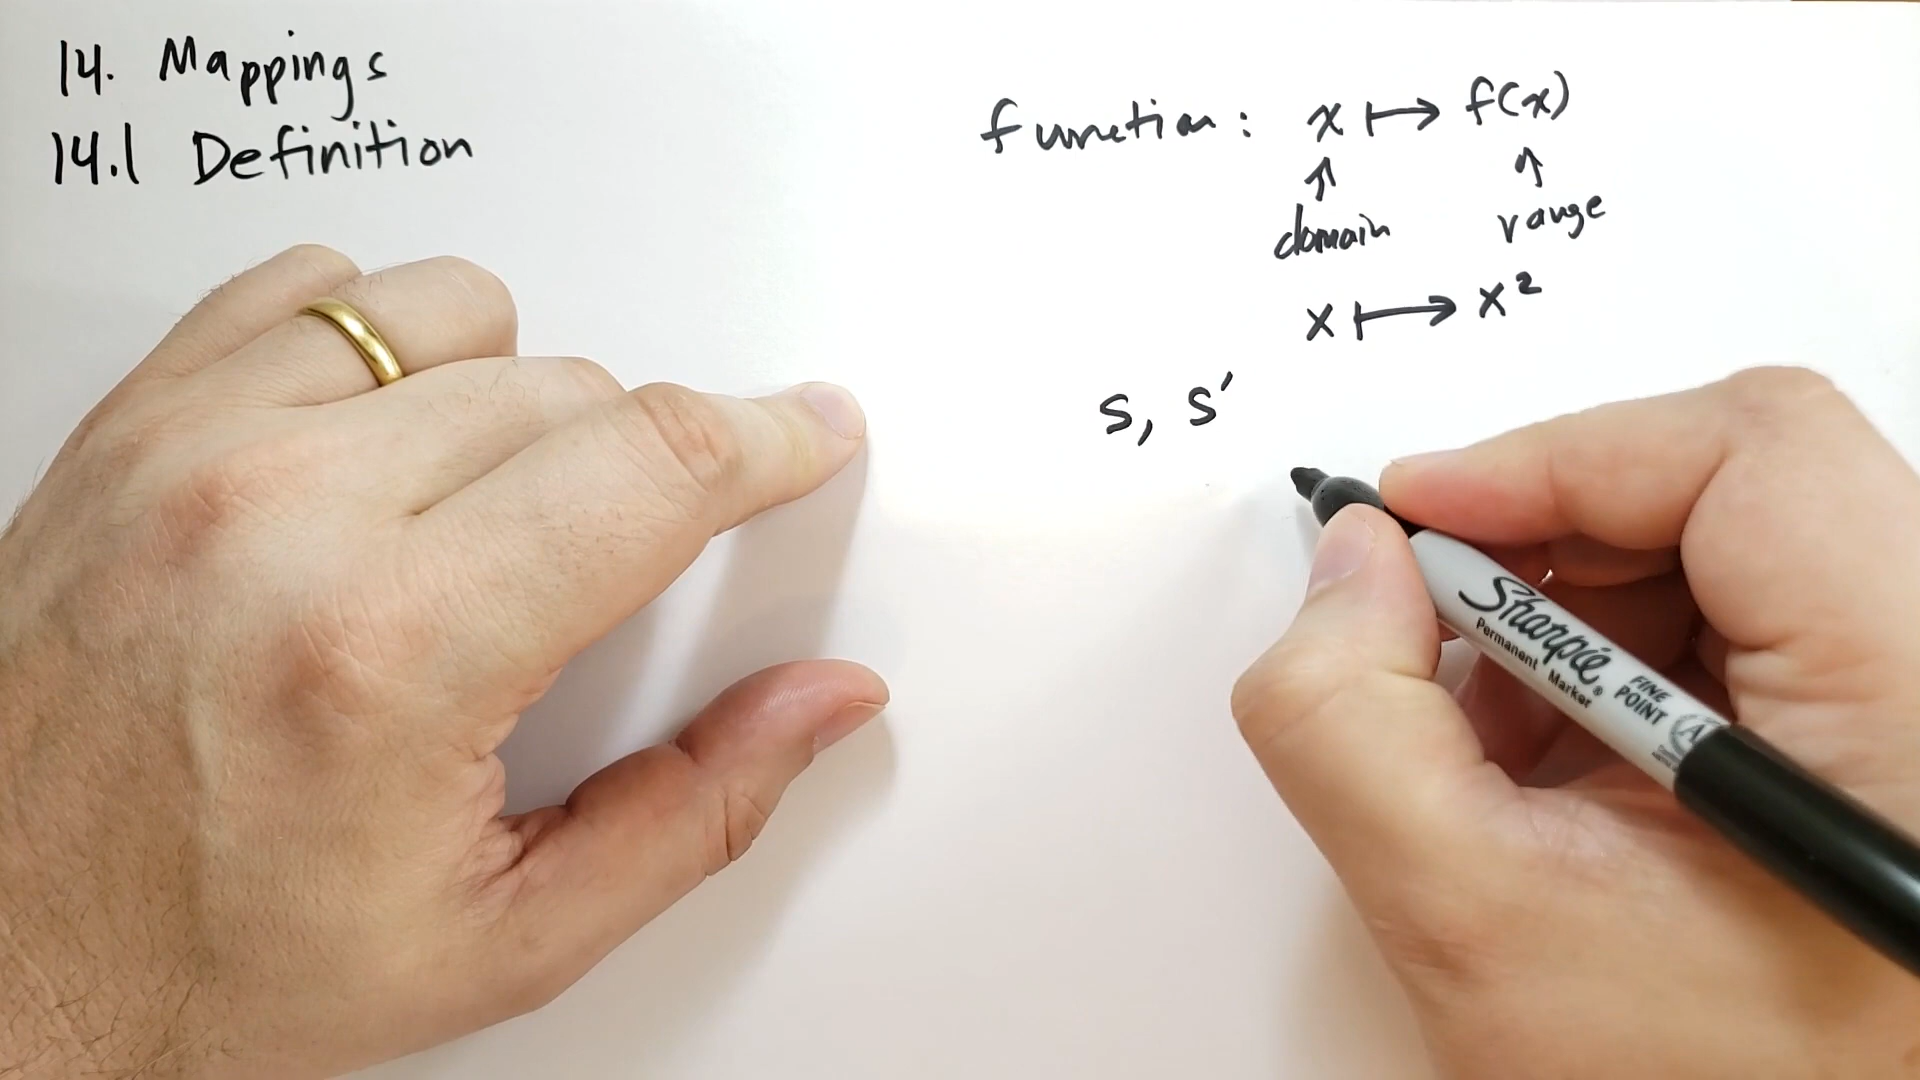 14. Mappings
14.1 Definition
function: x ↦ f(x)
↑ ↑
domain range
x ↦ x²
S, S′
Sharpie®
Permanent Marker
FINE POINT